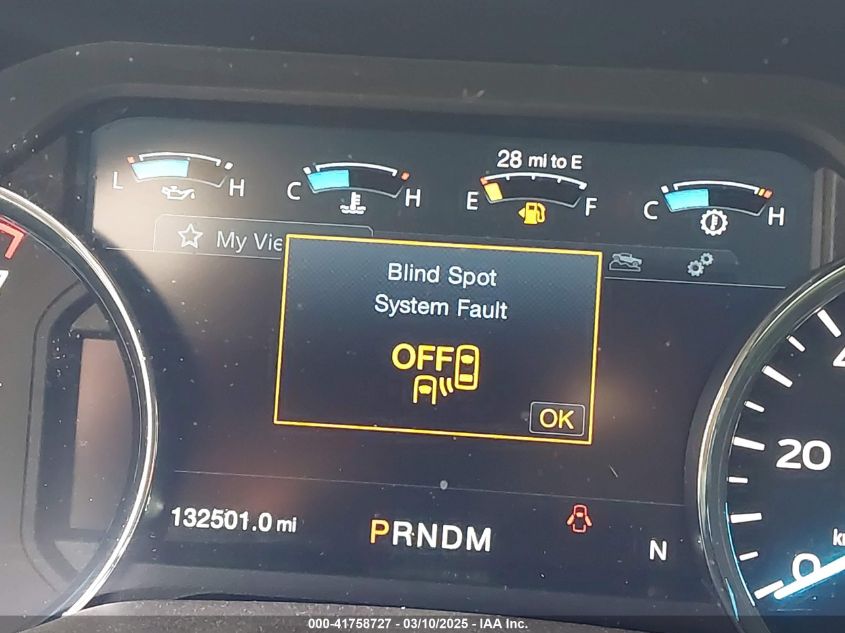 28 mi to E
L H
C H
E F
C H
My Vie
Blind Spot
System Fault
OFF
OK
20
0
132501.0 mi
PRNDM
N
000-41758727 - 03/10/2025 - IAA Inc.